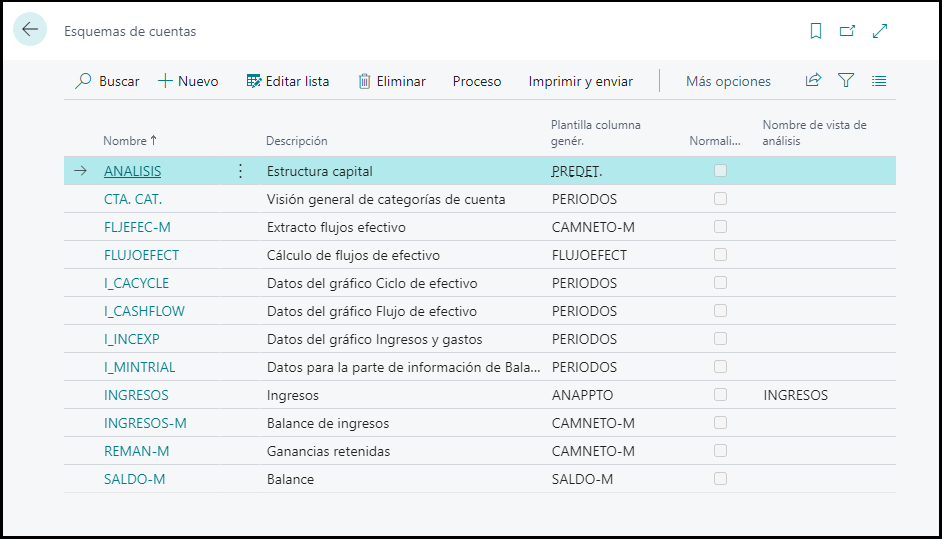 Esquemas de cuentas
Buscar Nuevo Editar lista Eliminar Proceso Imprimir y enviar Más opciones
Nombre ↑ Descripción Plantilla columna genér. Normali... Nombre de vista de análisis
ANALISIS Estructura capital PREDET.
CTA. CAT. Visión general de categorías de cuenta PERIODOS
FLJEFEC-M Extracto flujos efectivo CAMNETO-M
FLUJOEFECT Cálculo de flujos de efectivo FLUJOEFECT
I_CACYCLE Datos del gráfico Ciclo de efectivo PERIODOS
I_CASHFLOW Datos del gráfico Flujo de efectivo PERIODOS
I_INCEXP Datos del gráfico Ingresos y gastos PERIODOS
I_MINTRIAL Datos para la parte de información de Bala... PERIODOS
INGRESOS Ingresos ANAPPTO INGRESOS
INGRESOS-M Balance de ingresos CAMNETO-M
REMAN-M Ganancias retenidas CAMNETO-M
SALDO-M Balance SALDO-M